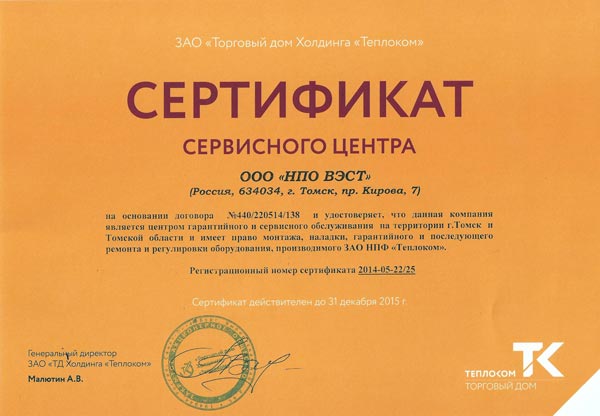 ЗАО «Торговый дом Холдинга «Теплоком»
СЕРТИФИКАТ
СЕРВИСНОГО ЦЕНТРА
ООО «НПО ВЭСТ»
(Россия, 634034, г. Томск, пр. Кирова, 7)
на основании договора №440/220514/138 и удостоверяет, что данная компания
является центром гарантийного и сервисного обслуживания на территории г.Томск и
Томской области и имеет право монтажа, наладки, гарантийного и последующего
ремонта и регулировки оборудования, производимого ЗАО НПФ «Теплоком».
Регистрационный номер сертификата 2014-05-22/25
Сертификат действителен до 31 декабря 2015 г.
Генеральный директор
ЗАО «ТД Холдинга «Теплоком»
Малютин А.В.
ТК
ТЕПЛОКОМ
ТОРГОВЫЙ ДОМ